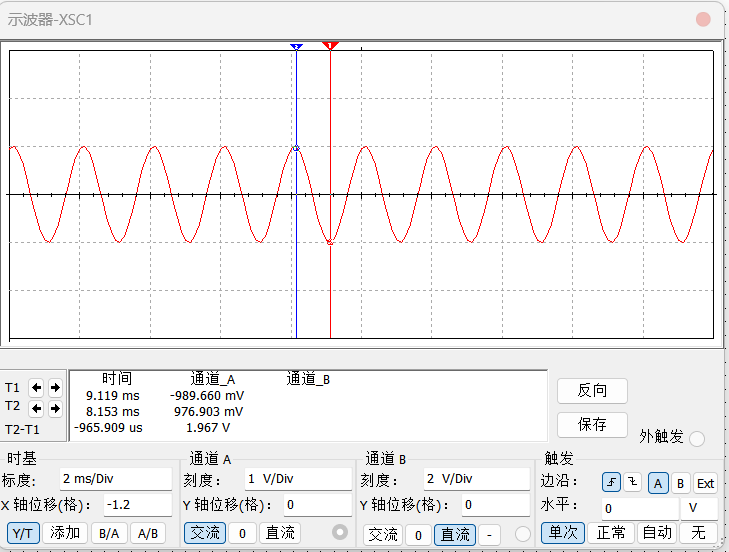 示波器-XSC1
2 1
时间 通道_A 通道_B
T1 9.119 ms -989.660 mV
T2 8.153 ms 976.903 mV
T2-T1 -965.909 us 1.967 V
反向
保存
外触发
时基
标度: 2 ms/Div
X 轴位移(格): -1.2
Y/T 添加 B/A A/B
通道 A
刻度: 1 V/Div
Y 轴位移(格): 0
交流 0 直流
通道 B
刻度: 2 V/Div
Y 轴位移(格): 0
交流 0 直流 -
触发
边沿: A B Ext
水平: 0 V
单次 正常 自动 无